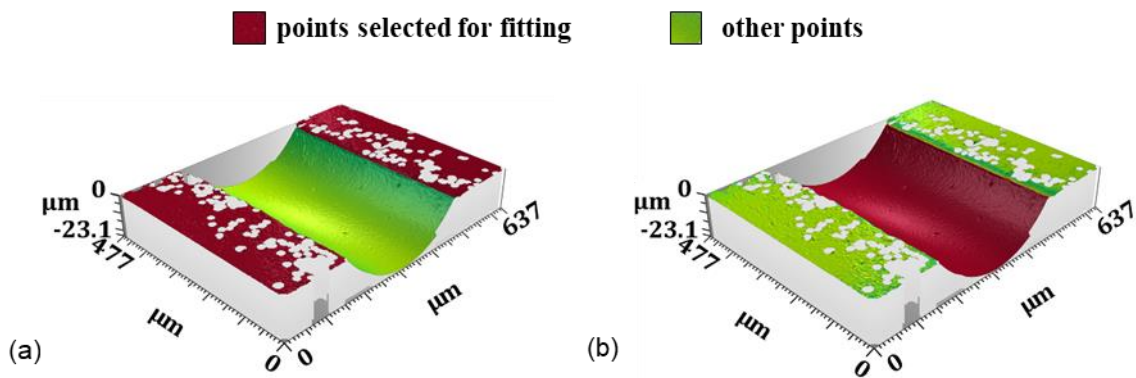 points selected for fitting
other points
0
μm
-23.1
477
μm
0
0
μm
637
(a)
0
μm
-23.1
477
μm
0
0
μm
637
(b)